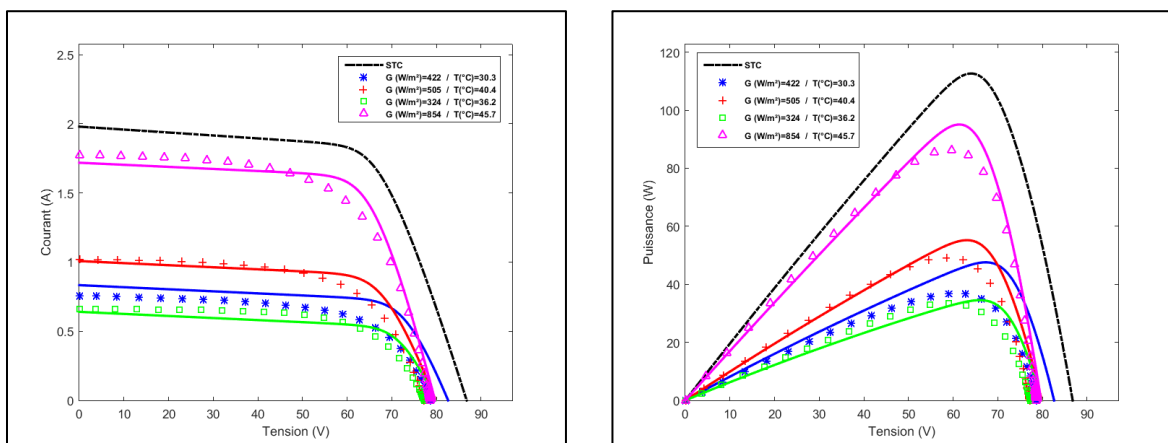 2.5
2
1.5
1
0.5
0
Courant (A)
STC
G (W/m²)=422 / T(°C)=30.3
G (W/m²)=505 / T(°C)=40.4
G (W/m²)=324 / T(°C)=36.2
G (W/m²)=854 / T(°C)=45.7
0 10 20 30 40 50 60 70 80 90
Tension (V)
120
100
80
60
40
20
0
Puissance (W)
STC
G (W/m²)=422 / T(°C)=30.3
G (W/m²)=505 / T(°C)=40.4
G (W/m²)=324 / T(°C)=36.2
G (W/m²)=854 / T(°C)=45.7
0 10 20 30 40 50 60 70 80 90
Tension (V)